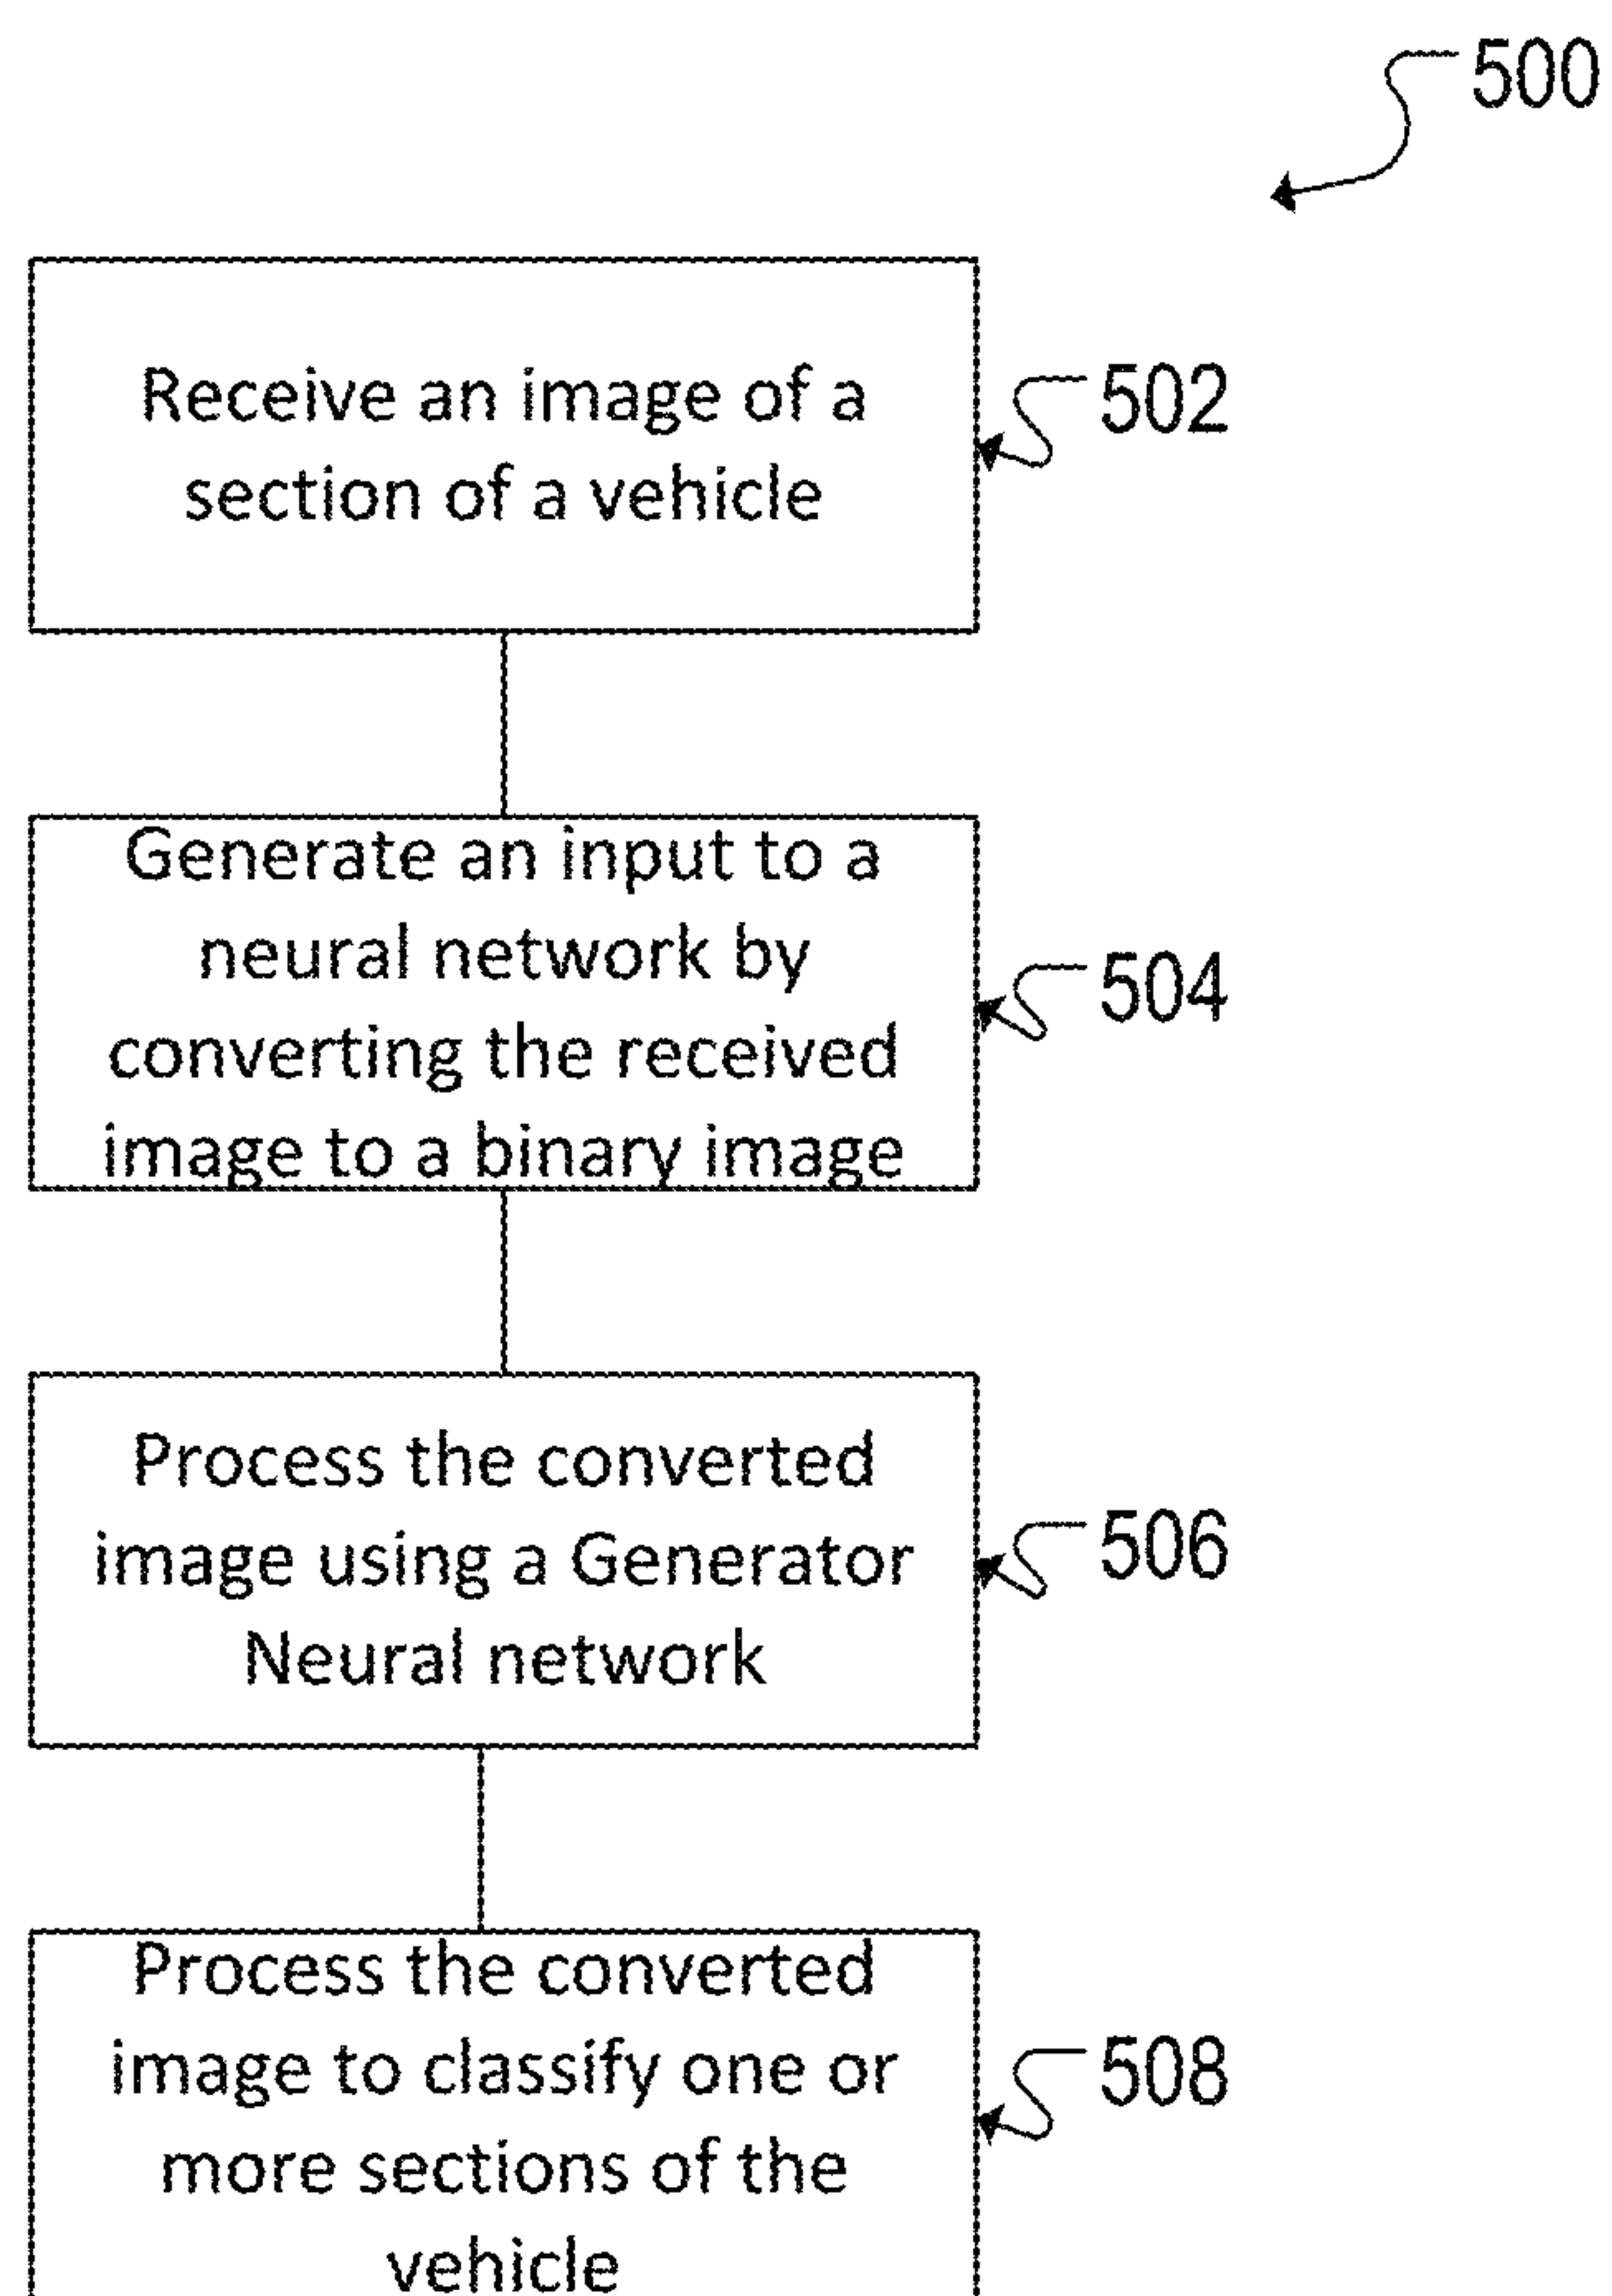 500
Receive an image of a
section of a vehicle
502
Generate an input to a
neural network by
converting the received
image to a binary image
504
Process the converted
image using a Generator
Neural network
506
Process the converted
image to classify one or
more sections of the
vehicle
508